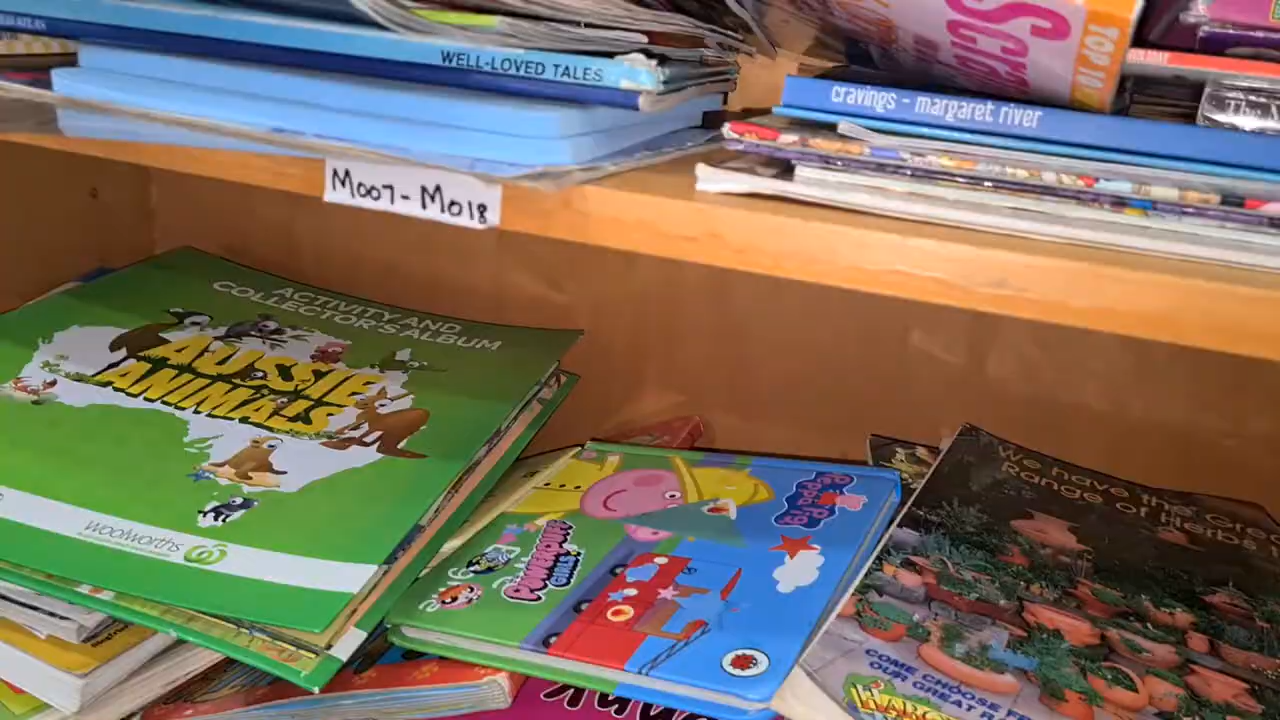 WELL-LOVED TALES
TOP 10
cravings - margaret river
M007-M018
ACTIVITY AND
COLLECTOR'S ALBUM
AUSSIE
ANIMALS
woolworths
Peppa Pig
POWERPUFF
GIRLS
We have the
Range of Herbs
COME CHOOSE
OUR GREAT